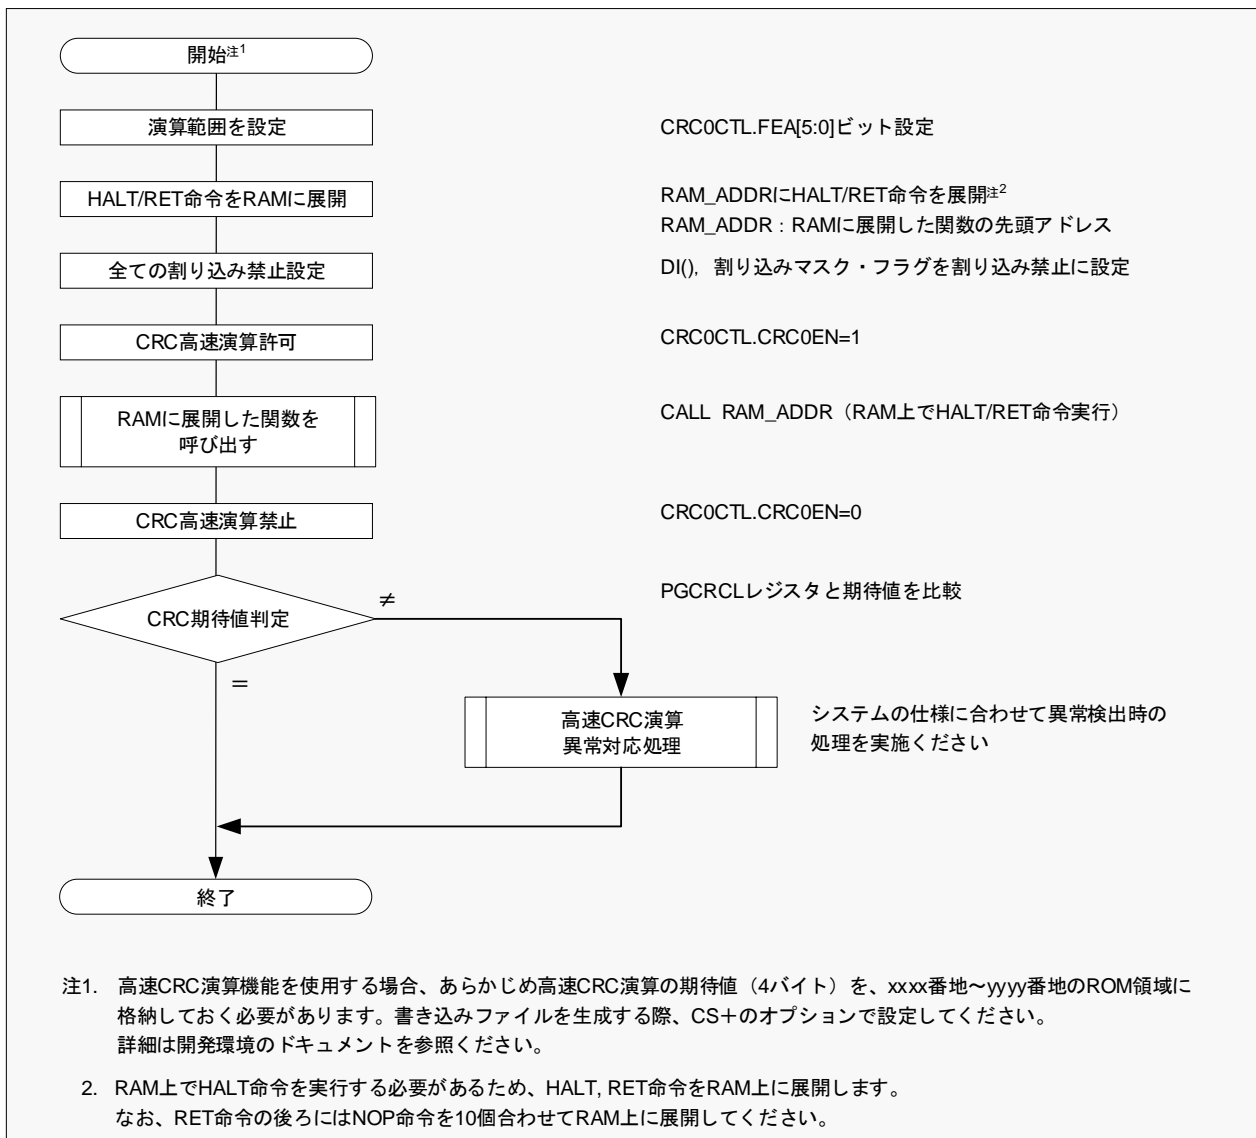 開始注1
演算範囲を設定
CRC0CTL.FEA[5:0]ビット設定
HALT/RET命令をRAMに展開
RAM_ADDRにHALT/RET命令を展開注2
RAM_ADDR：RAMに展開した関数の先頭アドレス
全ての割り込み禁止設定
DI(), 割り込みマスク・フラグを割り込み禁止に設定
CRC高速演算許可
CRC0CTL.CRC0EN=1
RAMに展開した関数を
呼び出す
CALL RAM_ADDR（RAM上でHALT/RET命令実行）
CRC高速演算禁止
CRC0CTL.CRC0EN=0
CRC期待値判定
≠
PGCRCLレジスタと期待値を比較
＝
高速CRC演算
異常対応処理
システムの仕様に合わせて異常検出時の
処理を実施ください
終了
注1. 高速CRC演算機能を使用する場合、あらかじめ高速CRC演算の期待値（4バイト）を、xxxx番地～yyyy番地のROM領域に
格納しておく必要があります。書き込みファイルを生成する際、CS＋のオプションで設定してください。
詳細は開発環境のドキュメントを参照ください。
2. RAM上でHALT命令を実行する必要があるため、HALT, RET命令をRAM上に展開します。
なお、RET命令の後ろにはNOP命令を10個合わせてRAM上に展開してください。